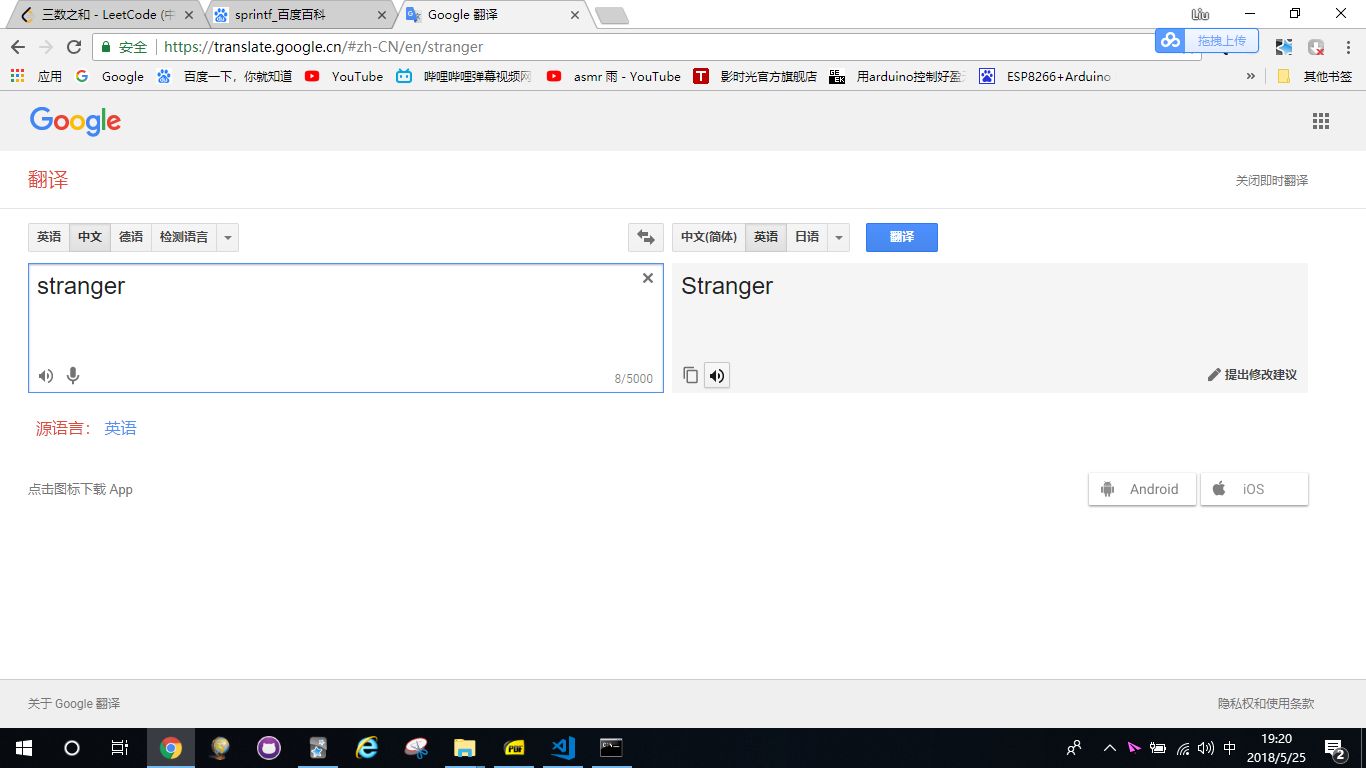 三数之和 - LeetCode (中
sprintf_百度百科
Google 翻译
Liu
安全
https://translate.google.cn/#zh-CN/en/stranger
拖拽上传
应用
Google
百度一下，你就知道
YouTube
哔哩哔哩弹幕视频网
asmr 雨 - YouTube
影时光官方旗舰店
用arduino控制好盈
ESP8266+Arduino
»
其他书签
Google
翻译
关闭即时翻译
英语 中文 德语 检测语言
中文(简体) 英语 日语
翻译
stranger
Stranger
8/5000
提出修改建议
源语言： 英语
点击图标下载 App
Android
iOS
关于 Google 翻译
隐私权和使用条款
PDF
中
19:20
2018/5/25
2